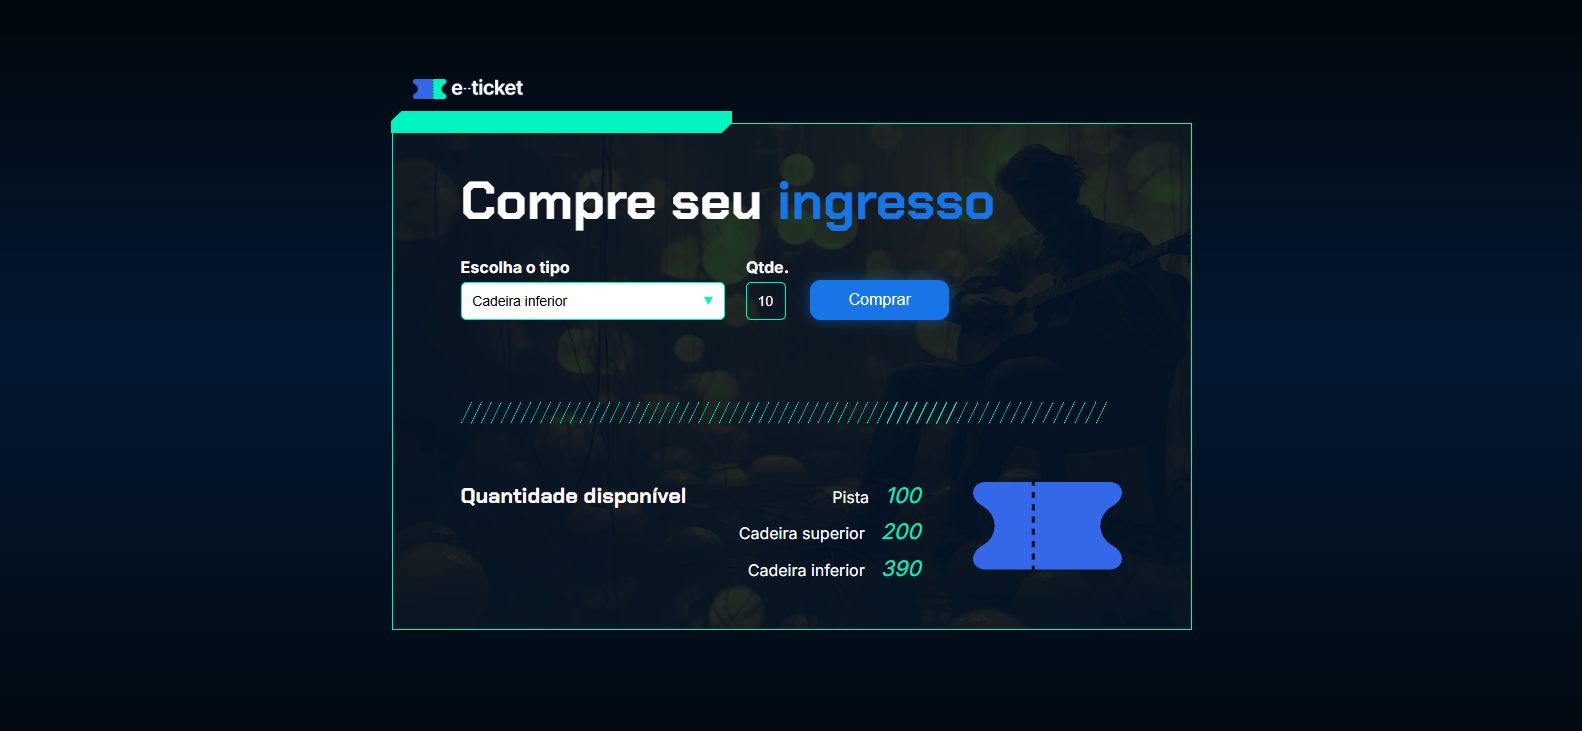 e··ticket
Compre seu ingresso
Escolha o tipo Qtde.
Cadeira inferior 10 Comprar
Quantidade disponível Pista 100
Cadeira superior 200
Cadeira inferior 390